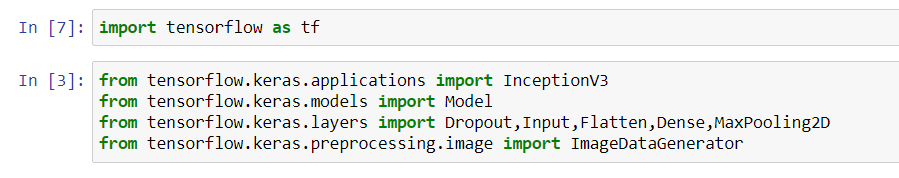 In [7]: import tensorflow as tf
In [3]: from tensorflow.keras.applications import InceptionV3
from tensorflow.keras.models import Model
from tensorflow.keras.layers import Dropout,Input,Flatten,Dense,MaxPooling2D
from tensorflow.keras.preprocessing.image import ImageDataGenerator